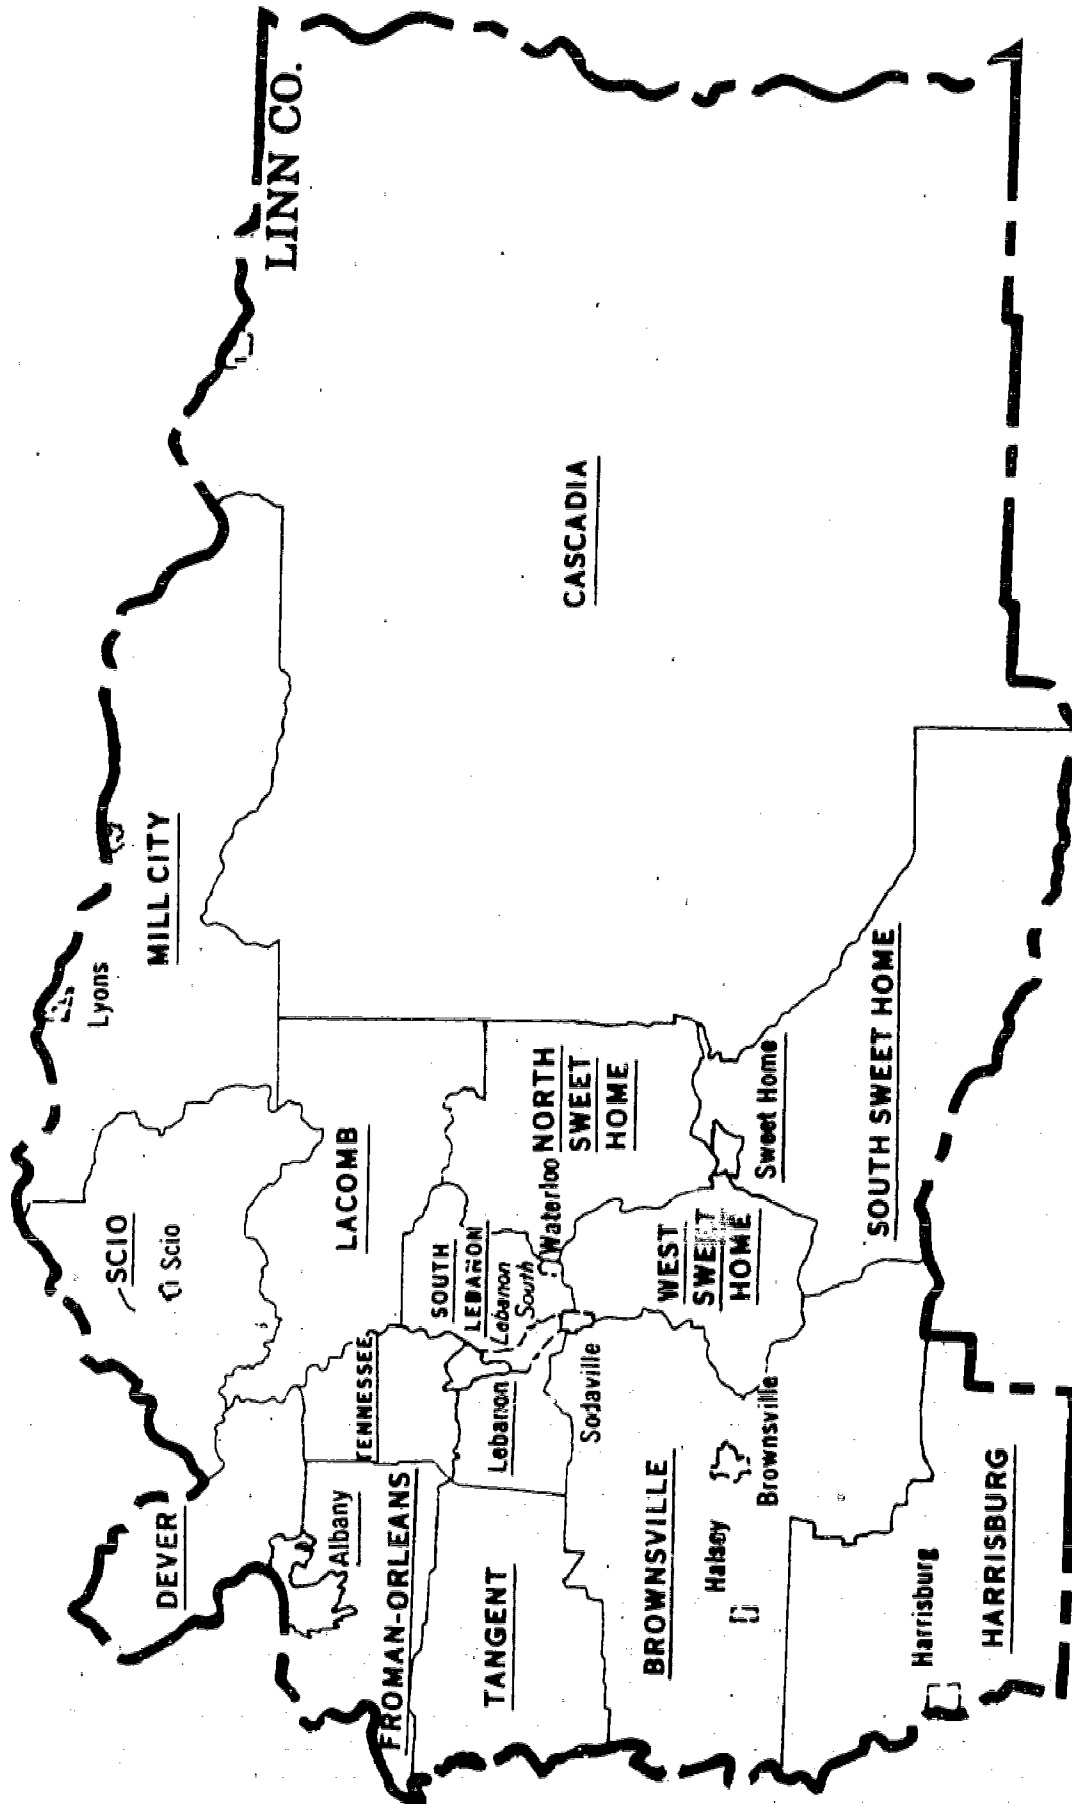 LINN CO.
CASCADIA
MILL CITY
Lyons
SCIO
Scio
LACOMB
NORTH
SWEET
HOME
Waterloo
SOUTH
LEBANON
Lebanon
South
WEST
SWEET
HOME
Sweet Home
SOUTH SWEET HOME
TENNESSEE
Lebanon
Sodaville
DEVER
Albany
FROMAN-ORLEANS
TANGENT
BROWNSVILLE
Brownsville
Halsey
Harrisburg
HARRISBURG